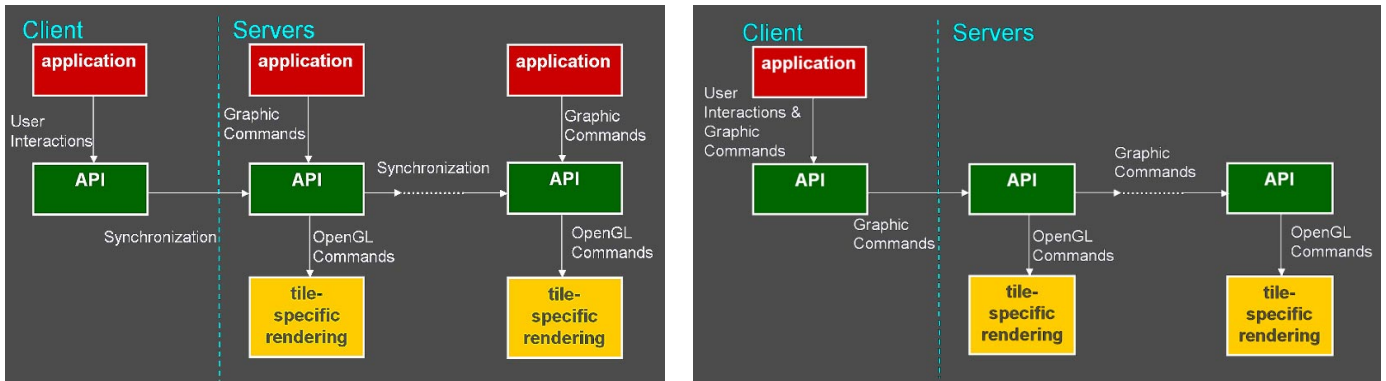 Client
Servers
application
application
application
User
Interactions
Graphic
Commands
Graphic
Commands
Synchronization
API
API
API
Synchronization
OpenGL
Commands
OpenGL
Commands
tile-
specific
rendering
tile-
specific
rendering
Client
Servers
application
User
Interactions &
Graphic
Commands
Graphic
Commands
API
API
API
Graphic
Commands
OpenGL
Commands
OpenGL
Commands
tile-
specific
rendering
tile-
specific
rendering